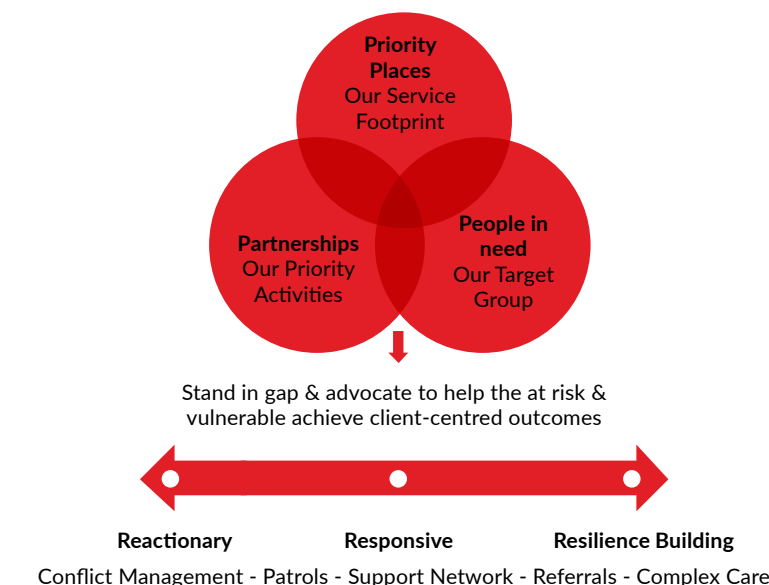 Priority
Places
Our Service
Footprint
Partnerships
Our Priority
Activities
People in
need
Our Target
Group
Stand in gap & advocate to help the at risk &
vulnerable achieve client-centred outcomes
Reactionary
Responsive
Resilience Building
Conflict Management - Patrols - Support Network - Referrals - Complex Care